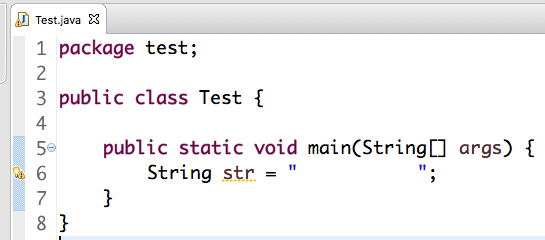 Test.java
1 package test;
2
3 public class Test {
4
5 public static void main(String[] args) {
6 String str = "           ";
7 }
8 }